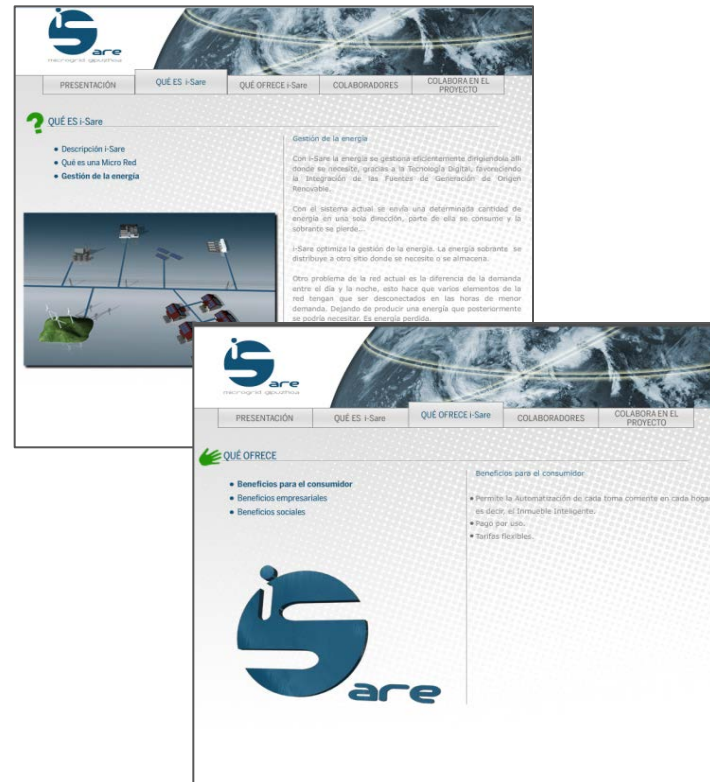 iSare
microgrid gipuzkoa
PRESENTACIÓN
QUÉ ES i-Sare
QUÉ OFRECE i-Sare
COLABORADORES
COLABORA EN EL
PROYECTO
QUÉ ES i-Sare
• Descripción i-Sare
• Qué es una Micro Red
• Gestión de la energía
Gestión de la energía
Con i-Sare la energía se gestiona eficientemente dirigiéndola allí
donde se necesite, gracias a la Tecnología Digital, favoreciendo
la Integración de las Fuentes de Generación de Origen
Renovable.
Con el sistema actual se envía una determinada cantidad de
energía en una sola dirección, parte de ella se consume y la
sobrante se pierde...
i-Sare optimiza la gestión de la energía. La energía sobrante se
distribuye a otro sitio donde se necesite o se almacena.
Otro problema de la red actual es la diferencia de la demanda
entre el día y la noche, esto hace que varios elementos de la
red tengan que ser desconectados en las horas de menor
demanda. Dejando de producir una energía que posteriormente
se podría necesitar. Es energía perdida.
iSare
microgrid gipuzkoa
PRESENTACIÓN
QUÉ ES i-Sare
QUÉ OFRECE i-Sare
COLABORADORES
COLABORA EN EL
PROYECTO
QUÉ OFRECE
• Beneficios para el consumidor
• Beneficios empresariales
• Beneficios sociales
iSare
Beneficios para el consumidor
• Permite la Automatización de cada toma corriente en cada hogar
es decir, el Inmueble Inteligente.
• Pago por uso.
• Tarifas flexibles.